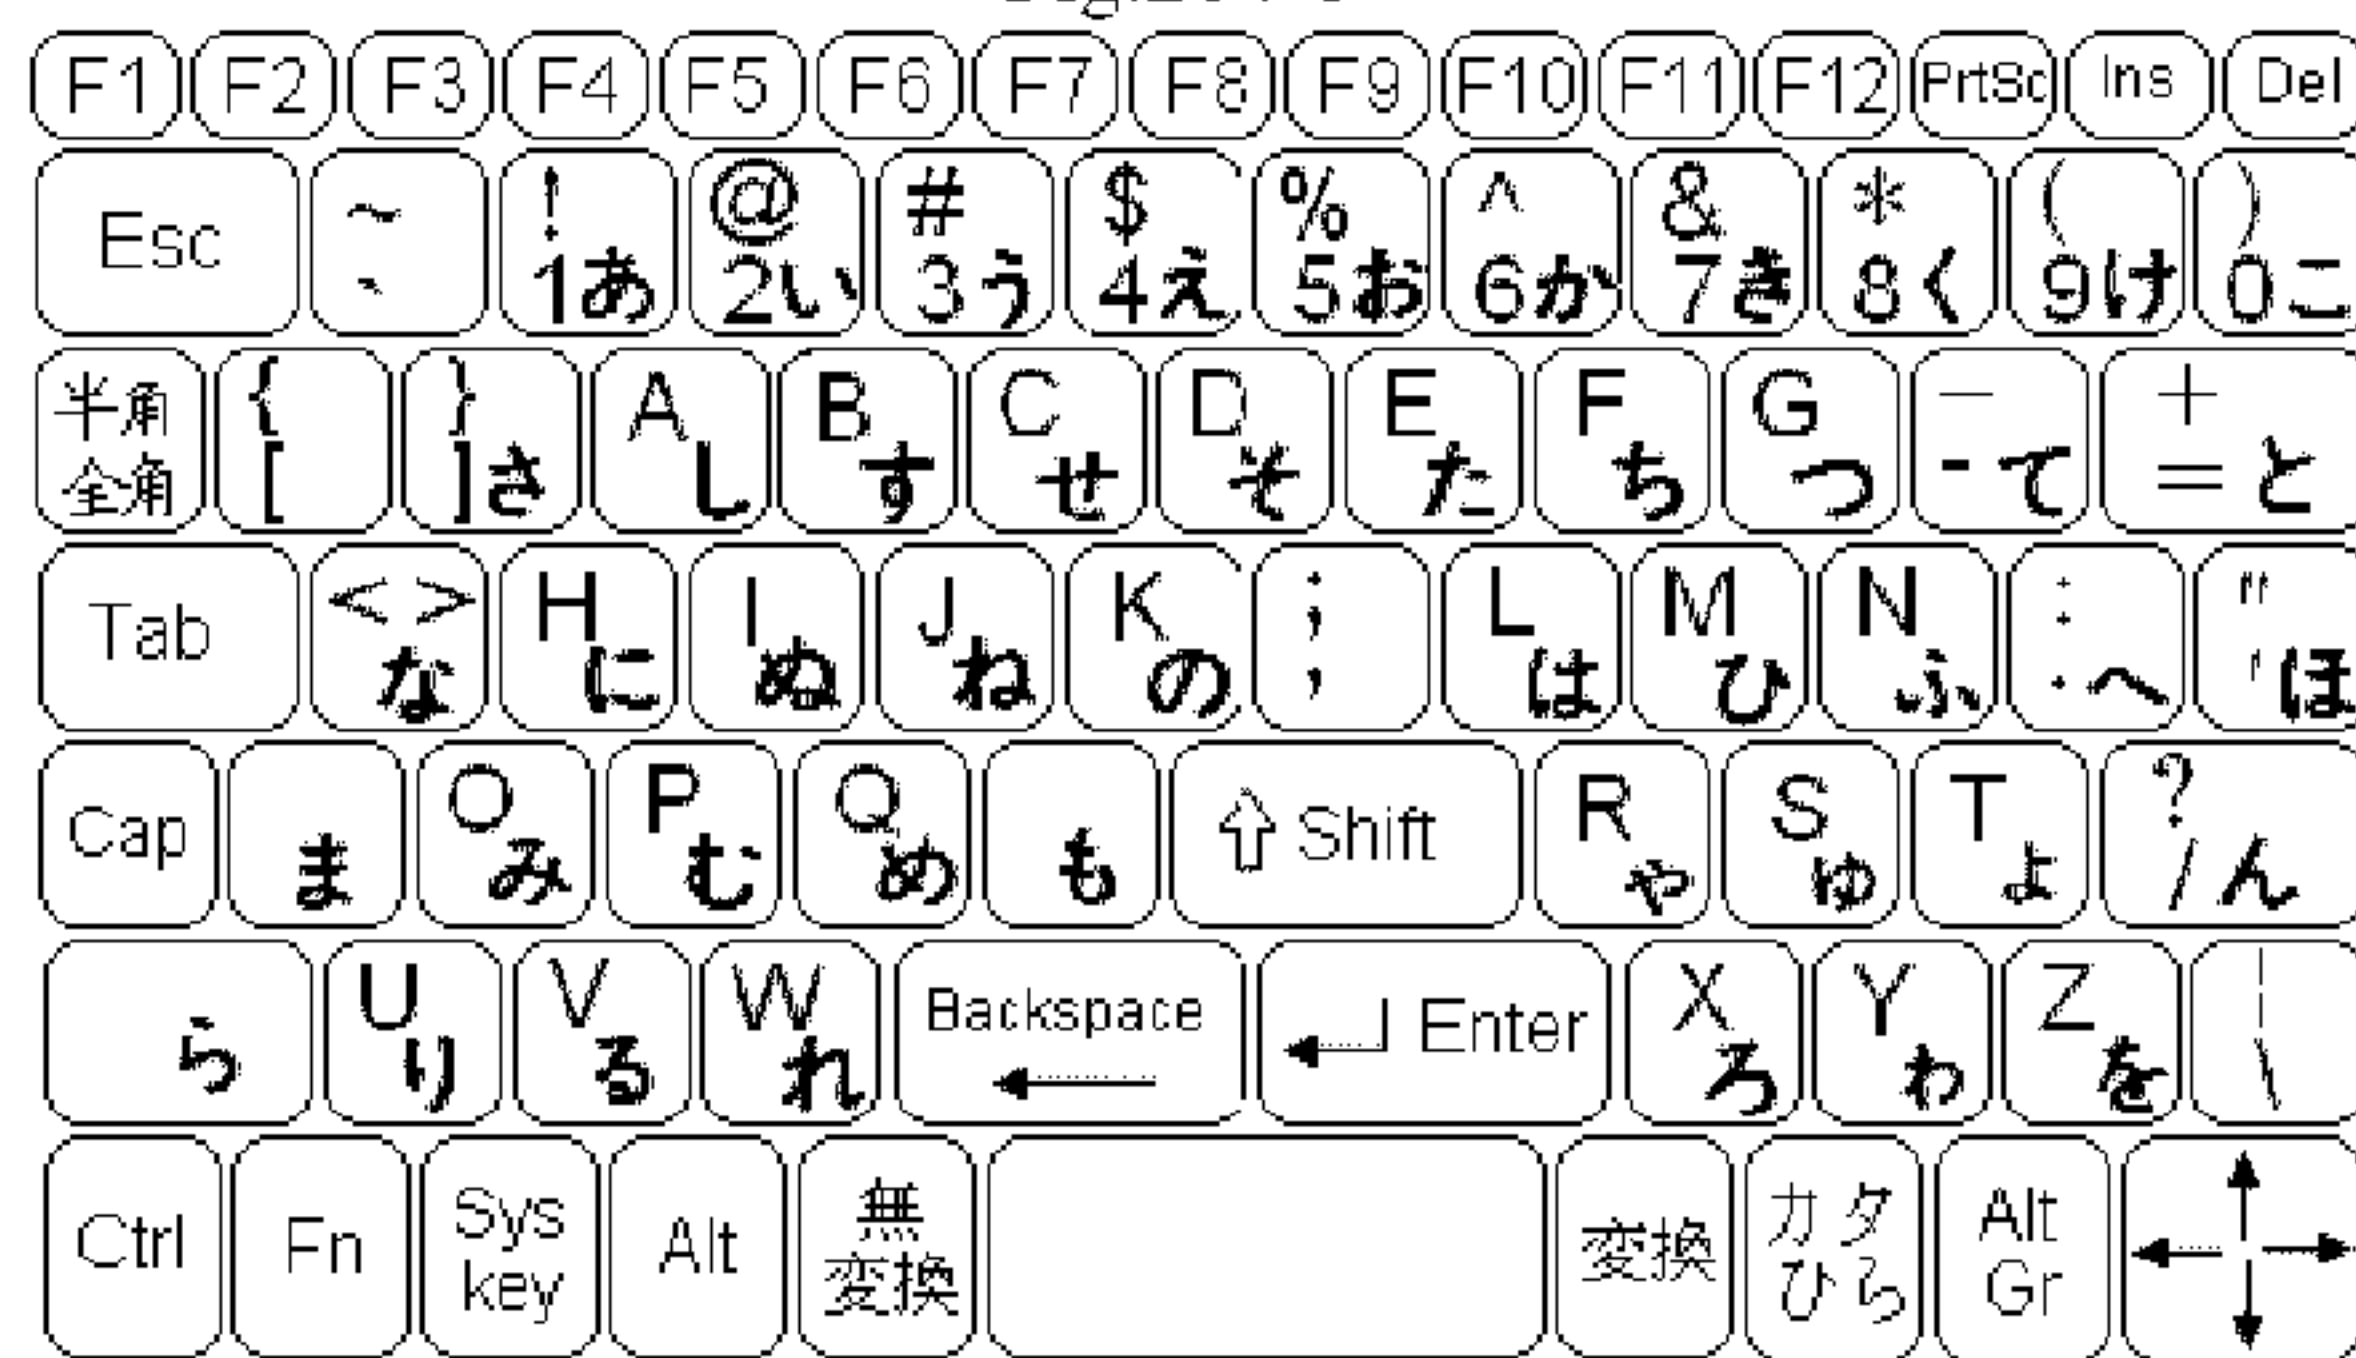 F1 F2 F3 F4 F5 F6 F7 F8 F9 F10 F11 F12 PrtSc Ins Del
Esc ~ ` ! 1あ @ 2い # 3う $ 4え % 5お ^ 6か & 7き * 8く ( 9け ) 0こ
半角 全角 { [ } ]さ A し B す C せ D そ E た F ち G つ — - て + = と
Tab < > な H に I ぬ J ね K の ; , L は M ひ N ふ : . へ " ' ほ
Cap ま O み P む Q め も Shift R ゃ S ゅ T ょ ? / ん
ら U り V る W れ Backspace Enter X ろ Y わ Z を | \
Ctrl Fn Sys key Alt 無変換 変換 カタ ひら Alt Gr